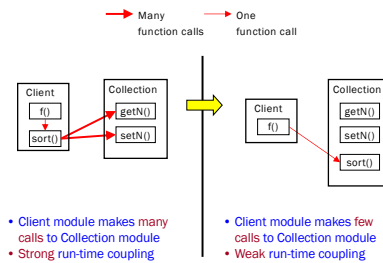 Many
function calls
One
function call
Client
f()
sort()
Collection
getN()
setN()
Client
f()
Collection
getN()
setN()
sort()
• Client module makes many
calls to Collection module
• Strong run-time coupling
• Client module makes few
calls to Collection module
• Weak run-time coupling